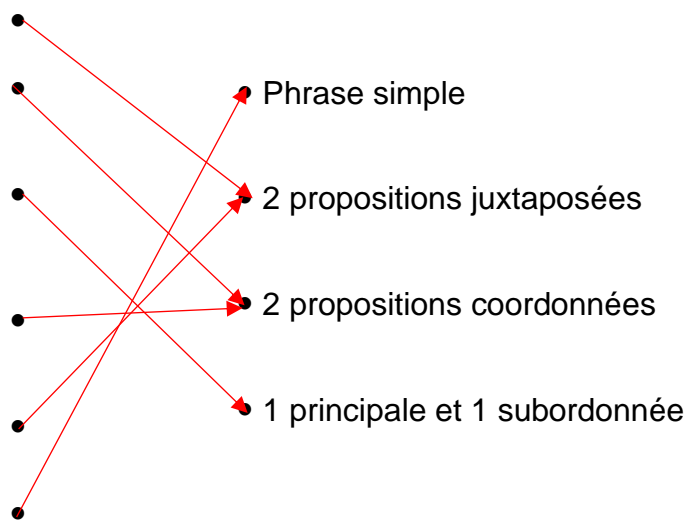 Phrase simple
2 propositions juxtaposées
2 propositions coordonnées
1 principale et 1 subordonnée